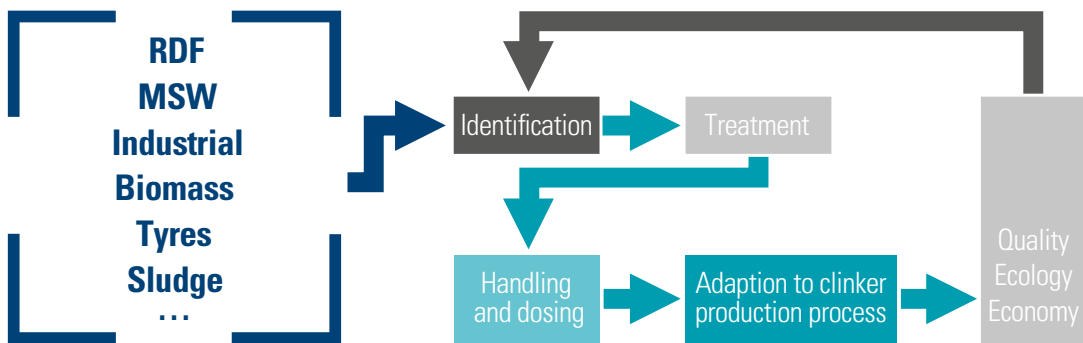 RDF
MSW
Industrial
Biomass
Tyres
Sludge
...
Identification
Treatment
Handling
and dosing
Adaption to clinker
production process
Quality
Ecology
Economy